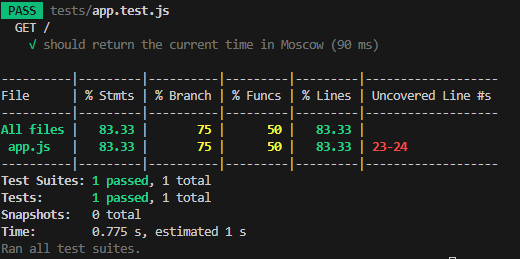 PASS tests/app.test.js
GET /
√ should return the current time in Moscow (90 ms)
----------|---------|----------|---------|---------|-------------------
File      | % Stmts | % Branch | % Funcs | % Lines | Uncovered Line #s
----------|---------|----------|---------|---------|-------------------
All files |   83.33 |       75 |      50 |   83.33 |
 app.js   |   83.33 |       75 |      50 |   83.33 | 23-24
----------|---------|----------|---------|---------|-------------------
Test Suites: 1 passed, 1 total
Tests:       1 passed, 1 total
Snapshots:   0 total
Time:        0.775 s, estimated 1 s
Ran all test suites.